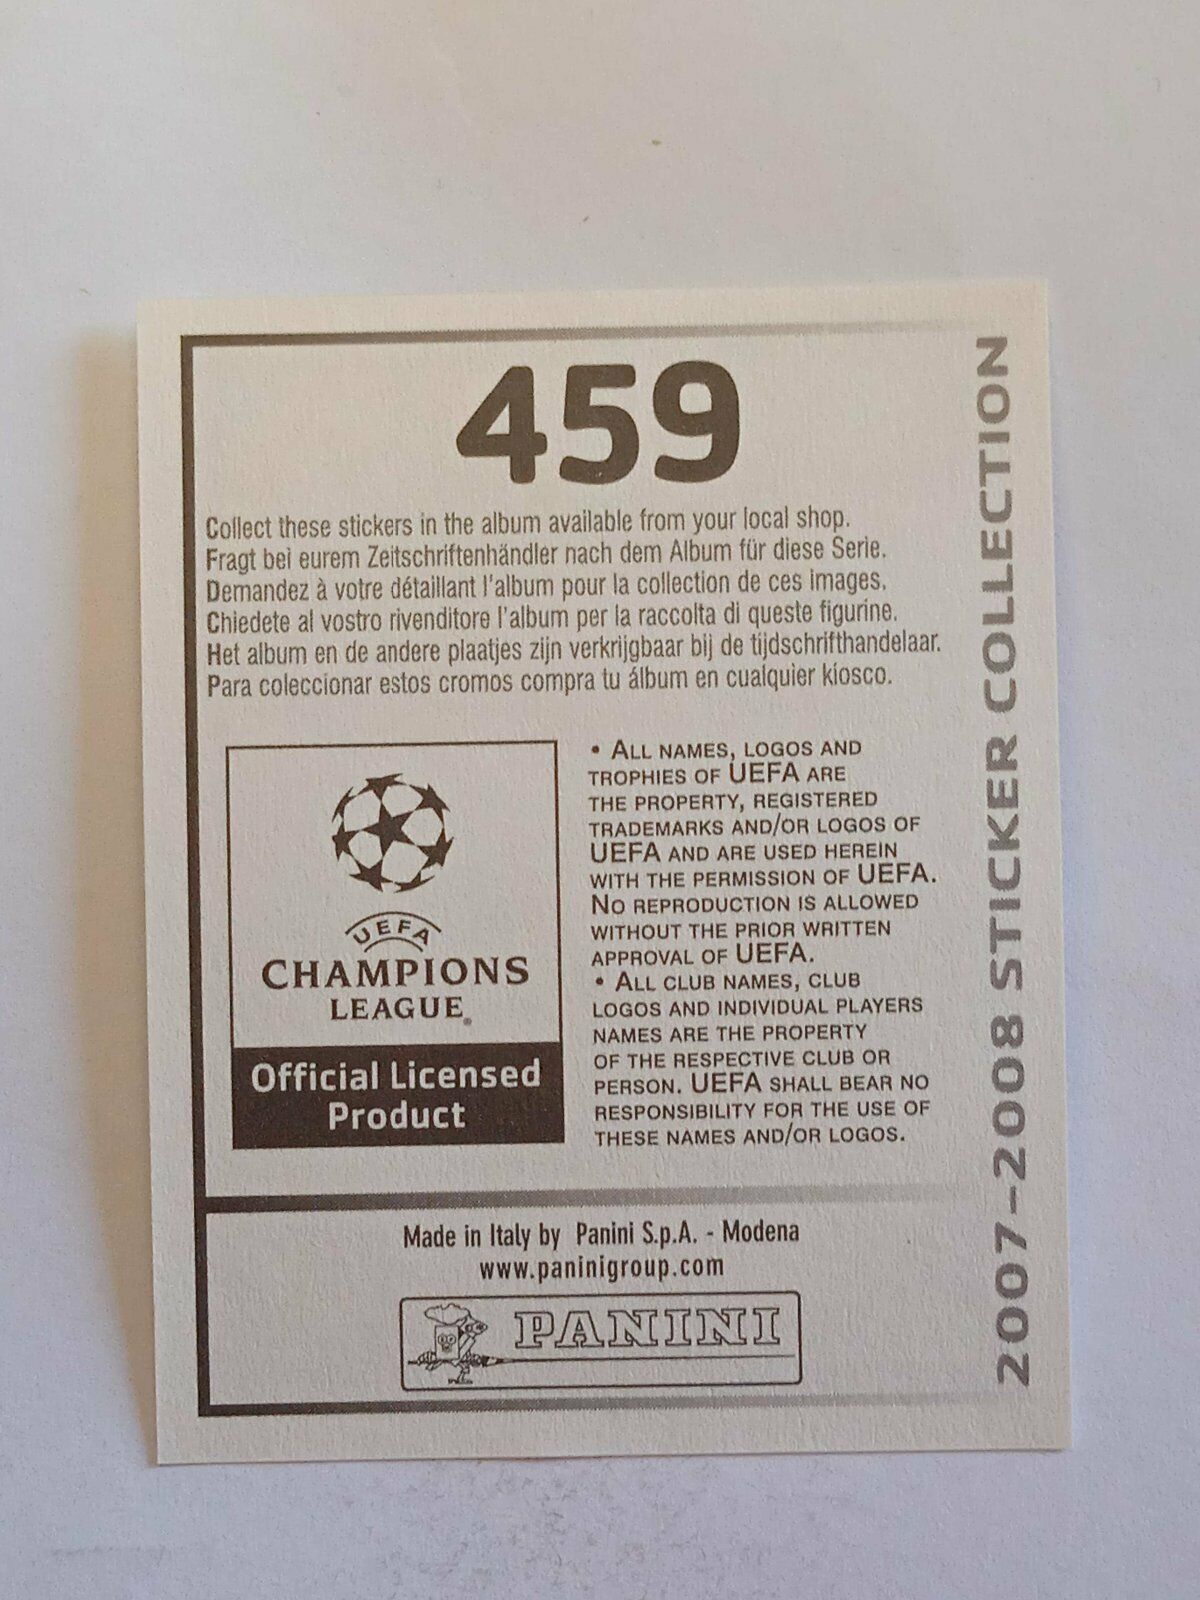 459
Collect these stickers in the album available from your local shop.
Fragt bei eurem Zeitschriftenhändler nach dem Album für diese Serie.
Demandez à votre détaillant l'album pour la collection de ces images.
Chiedete al vostro rivenditore l'album per la raccolta di queste figurine.
Het album en de andere plaatjes zijn verkrijgbaar bij de tijdschrifthandelaar.
Para coleccionar estos cromos compra tu álbum en cualquier kiosco.
UEFA
CHAMPIONS
LEAGUE®
Official Licensed
Product
• ALL NAMES, LOGOS AND
TROPHIES OF UEFA ARE
THE PROPERTY, REGISTERED
TRADEMARKS AND/OR LOGOS OF
UEFA AND ARE USED HEREIN
WITH THE PERMISSION OF UEFA.
NO REPRODUCTION IS ALLOWED
WITHOUT THE PRIOR WRITTEN
APPROVAL OF UEFA.
• ALL CLUB NAMES, CLUB
LOGOS AND INDIVIDUAL PLAYERS
NAMES ARE THE PROPERTY
OF THE RESPECTIVE CLUB OR
PERSON. UEFA SHALL BEAR NO
RESPONSIBILITY FOR THE USE OF
THESE NAMES AND/OR LOGOS.
Made in Italy by Panini S.p.A. - Modena
www.paninigroup.com
PANINI
2007-2008 STICKER COLLECTION